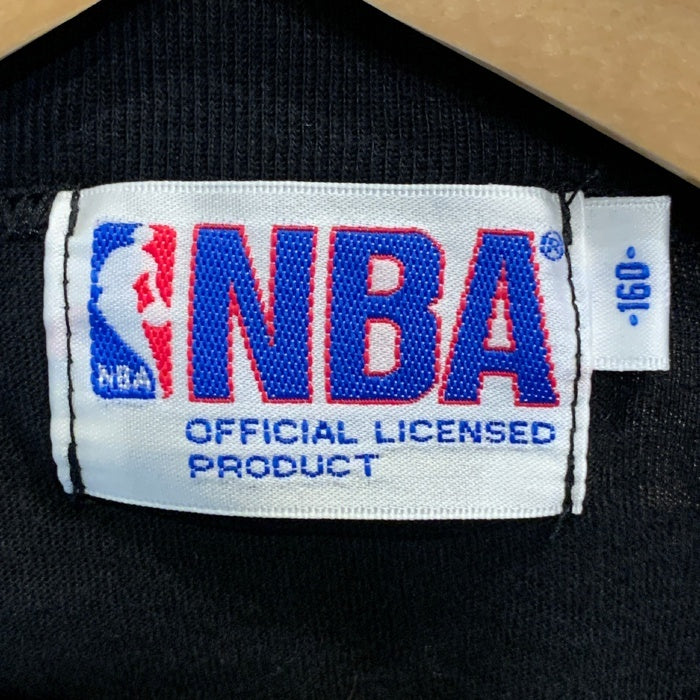 NBA
NBA®
OFFICIAL LICENSED
PRODUCT
•160•